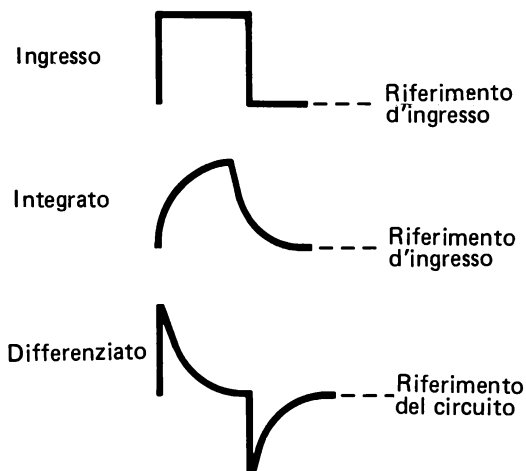 Ingresso
Riferimento
d'ingresso
Integrato
Riferimento
d'ingresso
Differenziato
Riferimento
del circuito